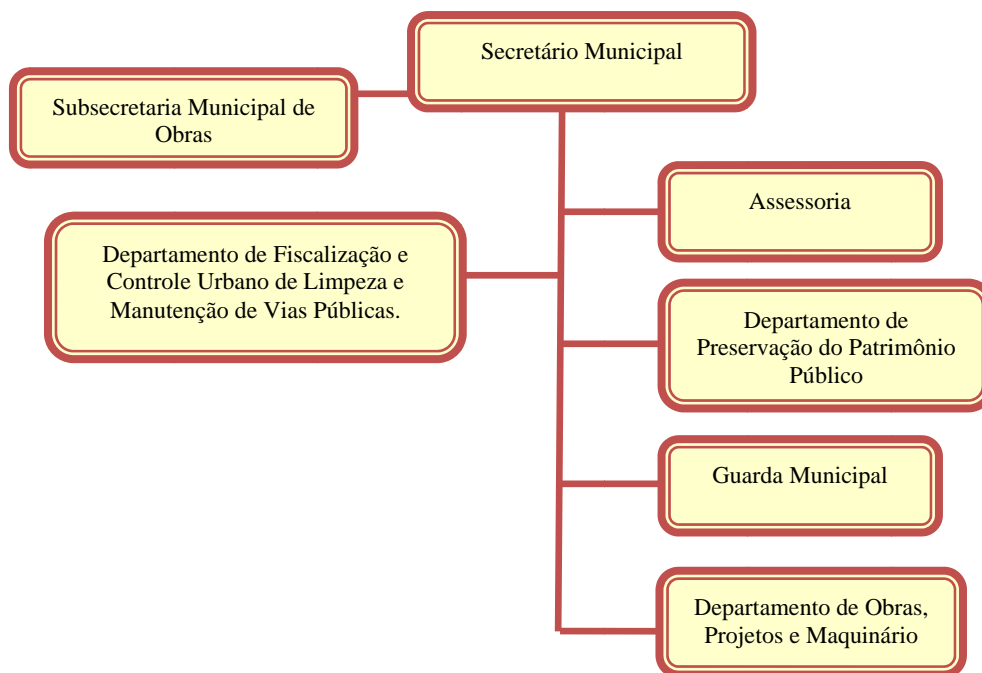 Secretário Municipal
Subsecretaria Municipal de
Obras
Assessoria
Departamento de Fiscalização e
Controle Urbano de Limpeza e
Manutenção de Vias Públicas.
Departamento de
Preservação do Patrimônio
Público
Guarda Municipal
Departamento de Obras,
Projetos e Maquinário